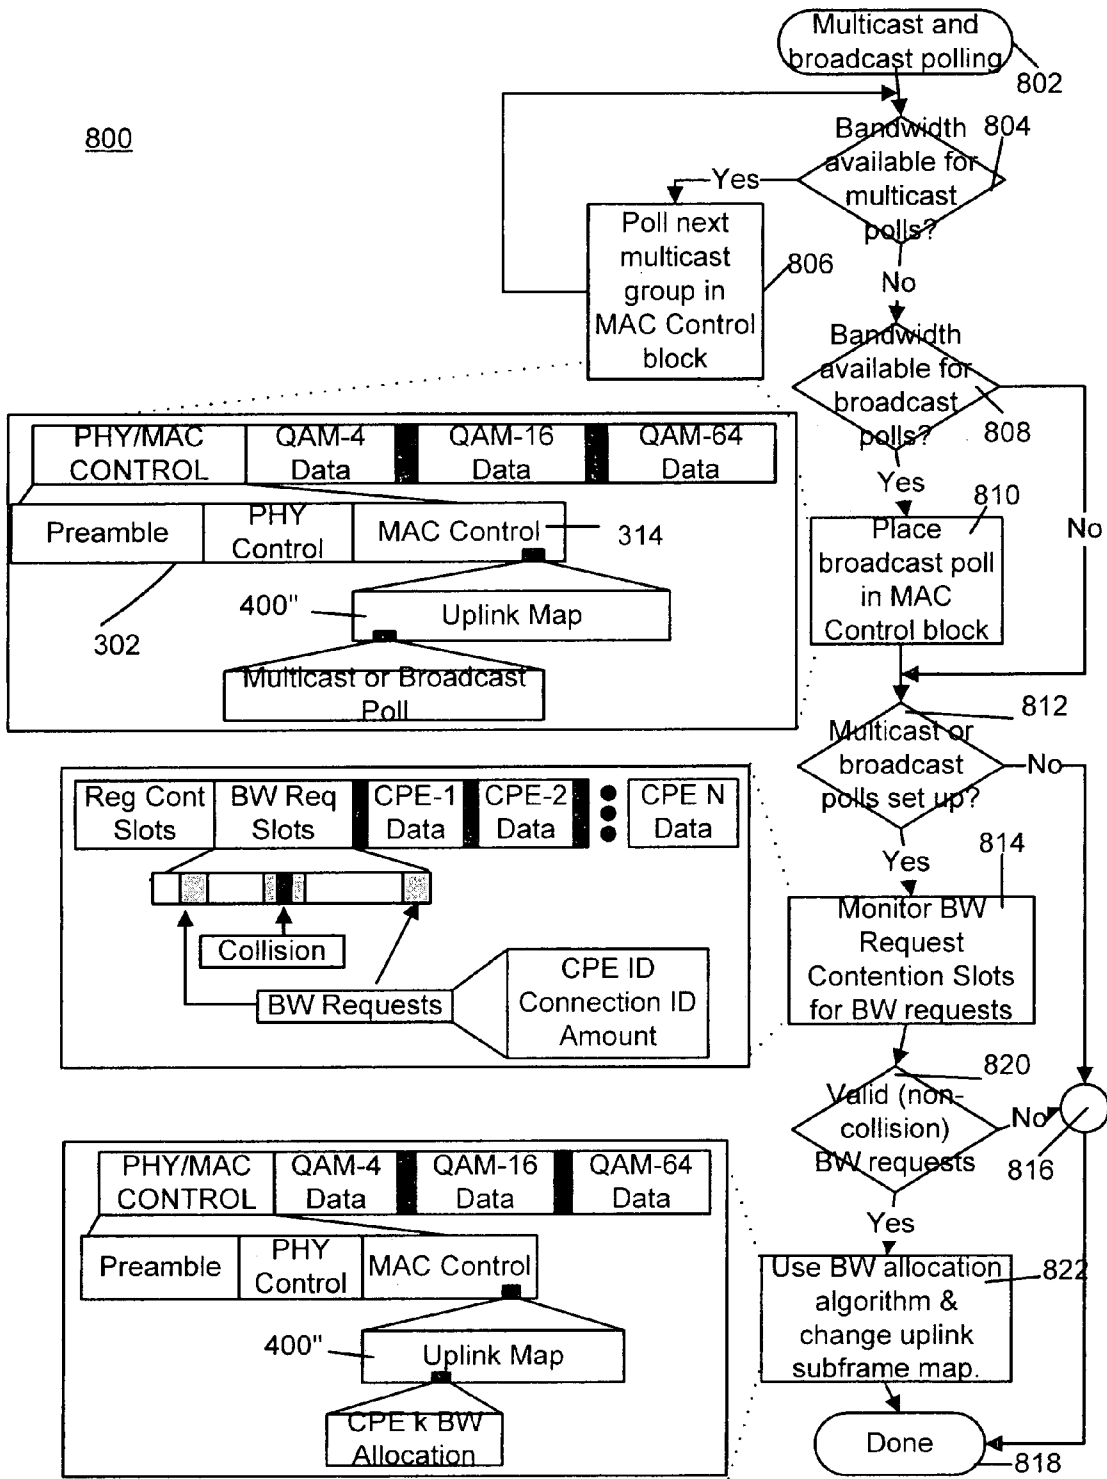 800
Multicast and
broadcast polling
802
Bandwidth
available for
multicast
polls?
804
Yes
No
Poll next
multicast
group in
MAC Control
block
806
Bandwidth
available for
broadcast
polls?
808
Yes
No
Place
broadcast poll
in MAC
Control block
810
PHY/MAC
CONTROL
QAM-4
Data
QAM-16
Data
QAM-64
Data
Preamble
PHY
Control
MAC Control
314
302
400"
Uplink Map
Multicast or Broadcast
Poll
Multicast or
broadcast
polls set up?
812
No
Yes
Reg Cont
Slots
BW Req
Slots
CPE-1
Data
CPE-2
Data
CPE N
Data
Collision
BW Requests
CPE ID
Connection ID
Amount
Monitor BW
Request
Contention Slots
for BW requests
814
Valid (non-
collision)
BW requests
820
No
816
Yes
PHY/MAC
CONTROL
QAM-4
Data
QAM-16
Data
QAM-64
Data
Preamble
PHY
Control
MAC Control
400"
Uplink Map
CPE k BW
Allocation
Use BW allocation
algorithm &
change uplink
subframe map.
822
Done
818